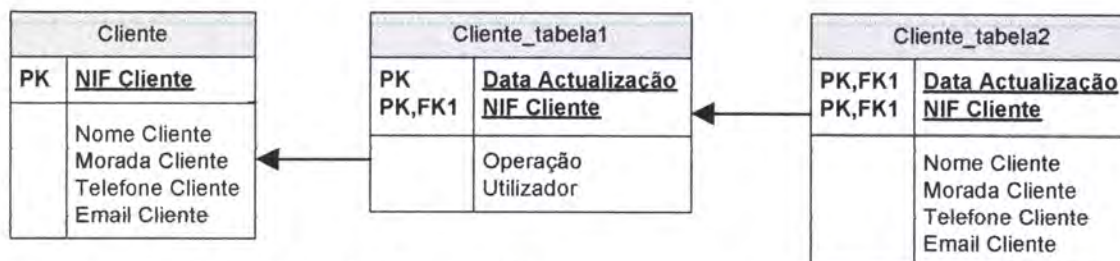 Cliente
PK NIF Cliente
Nome Cliente
Morada Cliente
Telefone Cliente
Email Cliente
Cliente_tabela1
PK Data Actualização
PK,FK1 NIF Cliente
Operação
Utilizador
Cliente_tabela2
PK,FK1 Data Actualização
PK,FK1 NIF Cliente
Nome Cliente
Morada Cliente
Telefone Cliente
Email Cliente